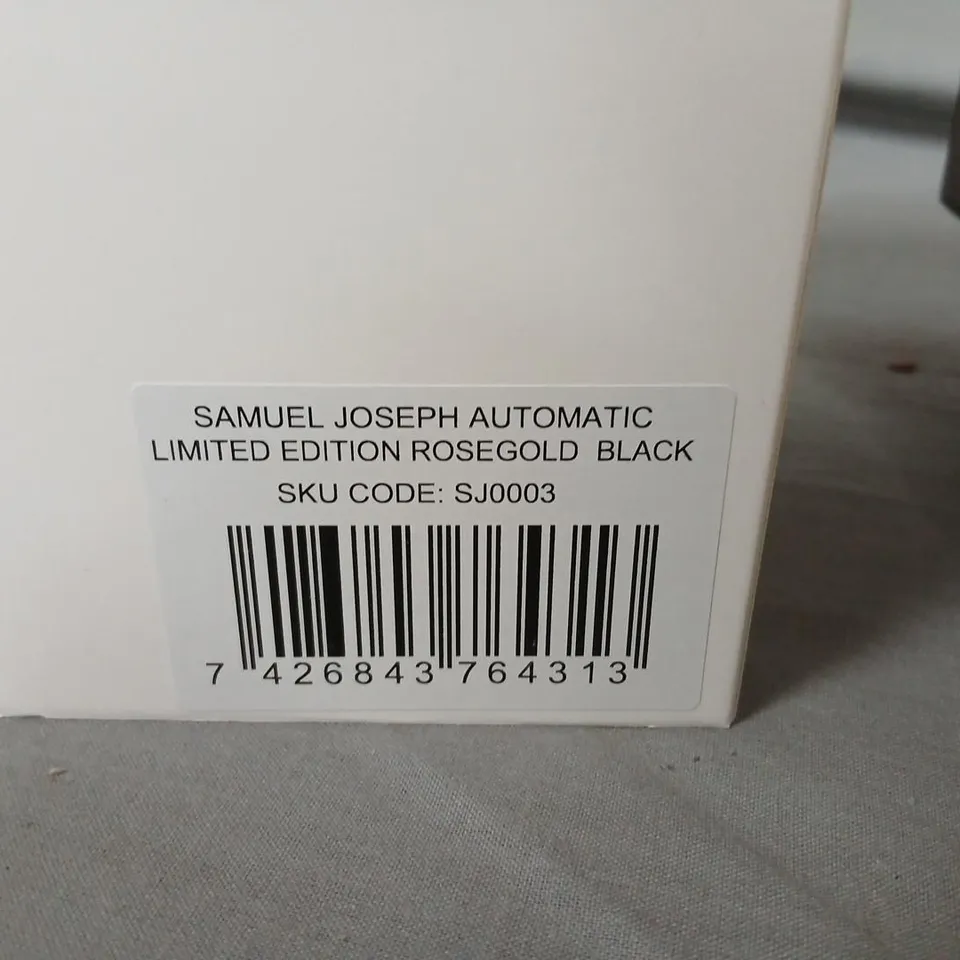 SAMUEL JOSEPH AUTOMATIC
LIMITED EDITION ROSEGOLD  BLACK
SKU CODE: SJ0003
7 426843 764313